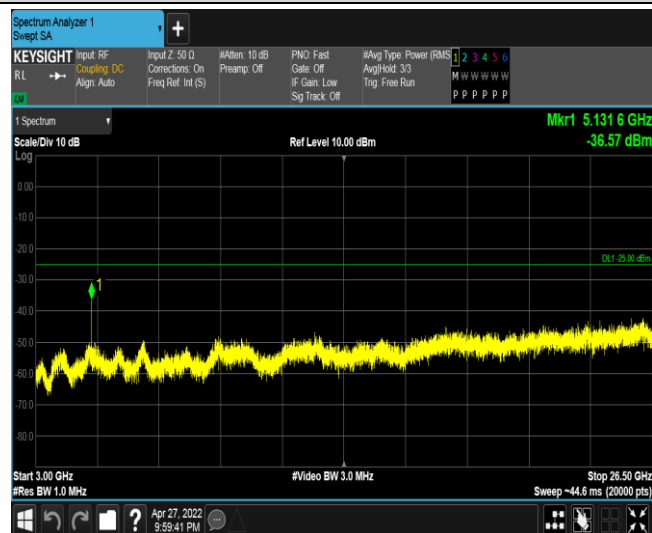 Spectrum Analyzer 1
Swept SA
KEYSIGHT
RL
Input: RF
Coupling: DC
Align: Auto
Input Z: 50 Ω
Corrections: On
Freq Ref: Int (S)
#Atten: 10 dB
Preamp: Off
PNO: Fast
Gate: Off
IF Gain: Low
Sig Track: Off
#Avg Type: Power (RMS
Avg|Hold: 3/3
Trig: Free Run
1 2 3 4 5 6
M W W W W W
P P P P P P
1 Spectrum
Scale/Div 10 dB
Log
Ref Level 10.00 dBm
Mkr1 5.131 6 GHz
-36.57 dBm
0.00
-10.0
-20.0
DL1 -25.00 dBm
-30.0
1
-40.0
-50.0
-60.0
-70.0
-80.0
Start 3.00 GHz
#Res BW 1.0 MHz
#Video BW 3.0 MHz
Stop 26.50 GHz
Sweep ~44.6 ms (20000 pts)
?
Apr 27, 2022
9:59:41 PM